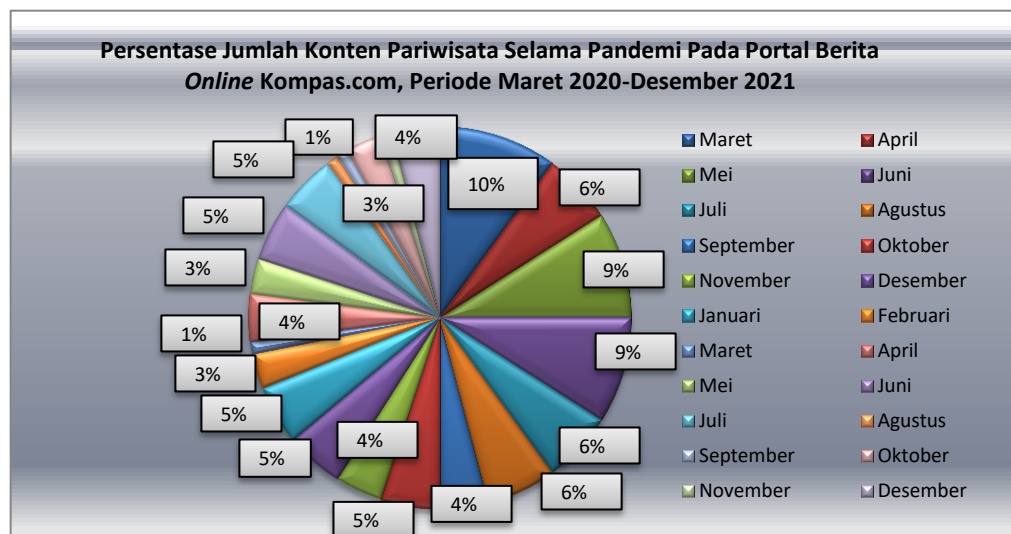 Persentase Jumlah Konten Pariwisata Selama Pandemi Pada Portal Berita
Online Kompas.com, Periode Maret 2020-Desember 2021
10%
6%
9%
9%
6%
6%
4%
5%
4%
5%
5%
3%
1%
4%
3%
5%
5%
1%
3%
4%
Maret April
Mei Juni
Juli Agustus
September Oktober
November Desember
Januari Februari
Maret April
Mei Juni
Juli Agustus
September Oktober
November Desember